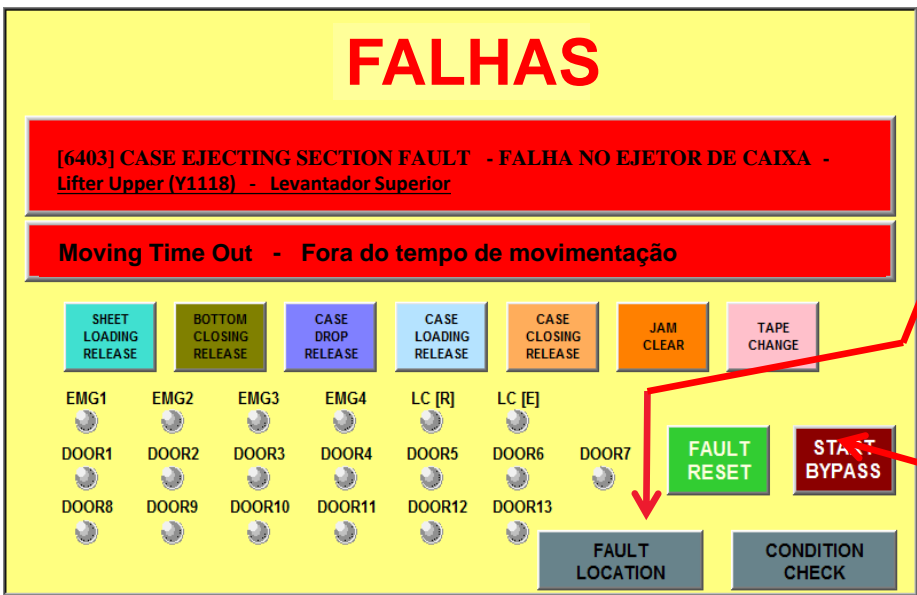 FALHAS
[6403] CASE EJECTING SECTION FAULT - FALHA NO EJETOR DE CAIXA -
Lifter Upper (Y1118) - Levantador Superior
Moving Time Out - Fora do tempo de movimentação
SHEET
LOADING
RELEASE
BOTTOM
CLOSING
RELEASE
CASE
DROP
RELEASE
CASE
LOADING
RELEASE
CASE
CLOSING
RELEASE
JAM
CLEAR
TAPE
CHANGE
EMG1 EMG2 EMG3 EMG4 LC [R] LC [E]
DOOR1 DOOR2 DOOR3 DOOR4 DOOR5 DOOR6 DOOR7
DOOR8 DOOR9 DOOR10 DOOR11 DOOR12 DOOR13
FAULT
RESET
START
BYPASS
FAULT
LOCATION
CONDITION
CHECK